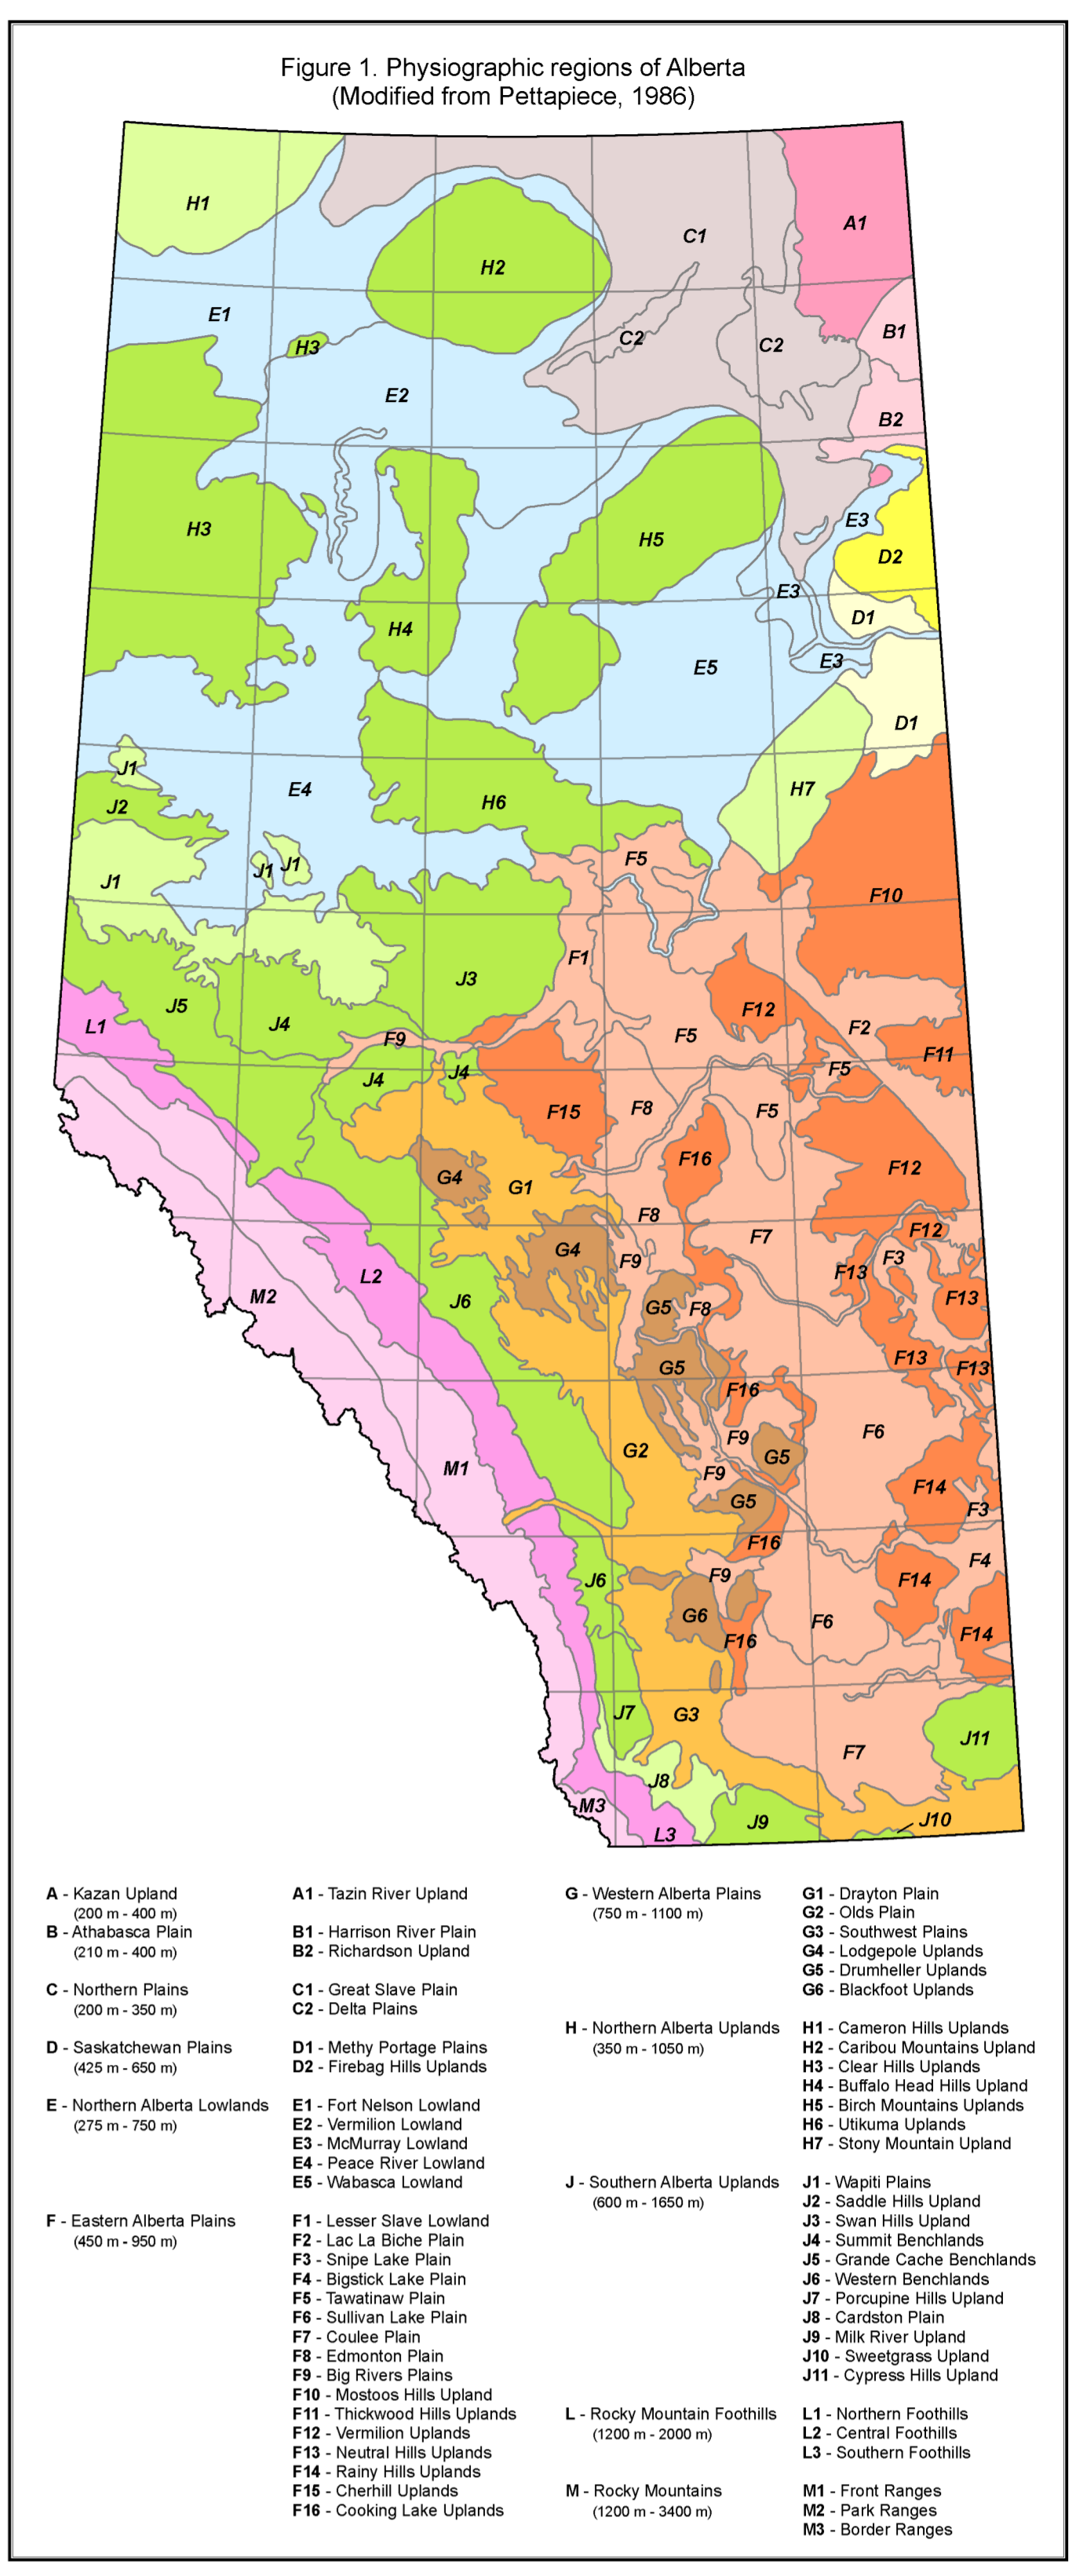 Figure 1. Physiographic regions of Alberta
(Modified from Pettapiece, 1986)
H1
A1
C1
H2
E1
B1
C2
C2
H3
E2
B2
E3
H3
H5
D2
E3
D1
H4
E3
E5
D1
J1
E4
H7
H6
J2
F5
J1
J1
J1
F10
F1
J3
J5
F12
L1
J4
F2
F5
F9
F11
F5
J4
J4
F8
F5
F15
F16
F12
G4
G1
F8
F12
F7
G4
F9
F3
F13
L2
M2
F13
J6
G5
F8
F13
G5
F13
F16
F6
F9
G2
G5
M1
F9
F14
G5
F3
F16
F4
F9
J6
F14
G6
F6
F14
F16
J7
G3
J11
F7
J8
M3
J10
J9
L3
A - Kazan Upland
(200 m - 400 m)
B - Athabasca Plain
(210 m - 400 m)
C - Northern Plains
(200 m - 350 m)
D - Saskatchewan Plains
(425 m - 650 m)
E - Northern Alberta Lowlands
(275 m - 750 m)
F - Eastern Alberta Plains
(450 m - 950 m)
A1 - Tazin River Upland
B1 - Harrison River Plain
B2 - Richardson Upland
C1 - Great Slave Plain
C2 - Delta Plains
D1 - Methy Portage Plains
D2 - Firebag Hills Uplands
E1 - Fort Nelson Lowland
E2 - Vermilion Lowland
E3 - McMurray Lowland
E4 - Peace River Lowland
E5 - Wabasca Lowland
F1 - Lesser Slave Lowland
F2 - Lac La Biche Plain
F3 - Snipe Lake Plain
F4 - Bigstick Lake Plain
F5 - Tawatinaw Plain
F6 - Sullivan Lake Plain
F7 - Coulee Plain
F8 - Edmonton Plain
F9 - Big Rivers Plains
F10 - Mostoos Hills Upland
F11 - Thickwood Hills Uplands
F12 - Vermilion Uplands
F13 - Neutral Hills Uplands
F14 - Rainy Hills Uplands
F15 - Cherhill Uplands
F16 - Cooking Lake Uplands
G - Western Alberta Plains
(750 m - 1100 m)
H - Northern Alberta Uplands
(350 m - 1050 m)
J - Southern Alberta Uplands
(600 m - 1650 m)
L - Rocky Mountain Foothills
(1200 m - 2000 m)
M - Rocky Mountains
(1200 m - 3400 m)
G1 - Drayton Plain
G2 - Olds Plain
G3 - Southwest Plains
G4 - Lodgepole Uplands
G5 - Drumheller Uplands
G6 - Blackfoot Uplands
H1 - Cameron Hills Uplands
H2 - Caribou Mountains Upland
H3 - Clear Hills Uplands
H4 - Buffalo Head Hills Upland
H5 - Birch Mountains Uplands
H6 - Utikuma Uplands
H7 - Stony Mountain Upland
J1 - Wapiti Plains
J2 - Saddle Hills Upland
J3 - Swan Hills Upland
J4 - Summit Benchlands
J5 - Grande Cache Benchlands
J6 - Western Benchlands
J7 - Porcupine Hills Upland
J8 - Cardston Plain
J9 - Milk River Upland
J10 - Sweetgrass Upland
J11 - Cypress Hills Upland
L1 - Northern Foothills
L2 - Central Foothills
L3 - Southern Foothills
M1 - Front Ranges
M2 - Park Ranges
M3 - Border Ranges